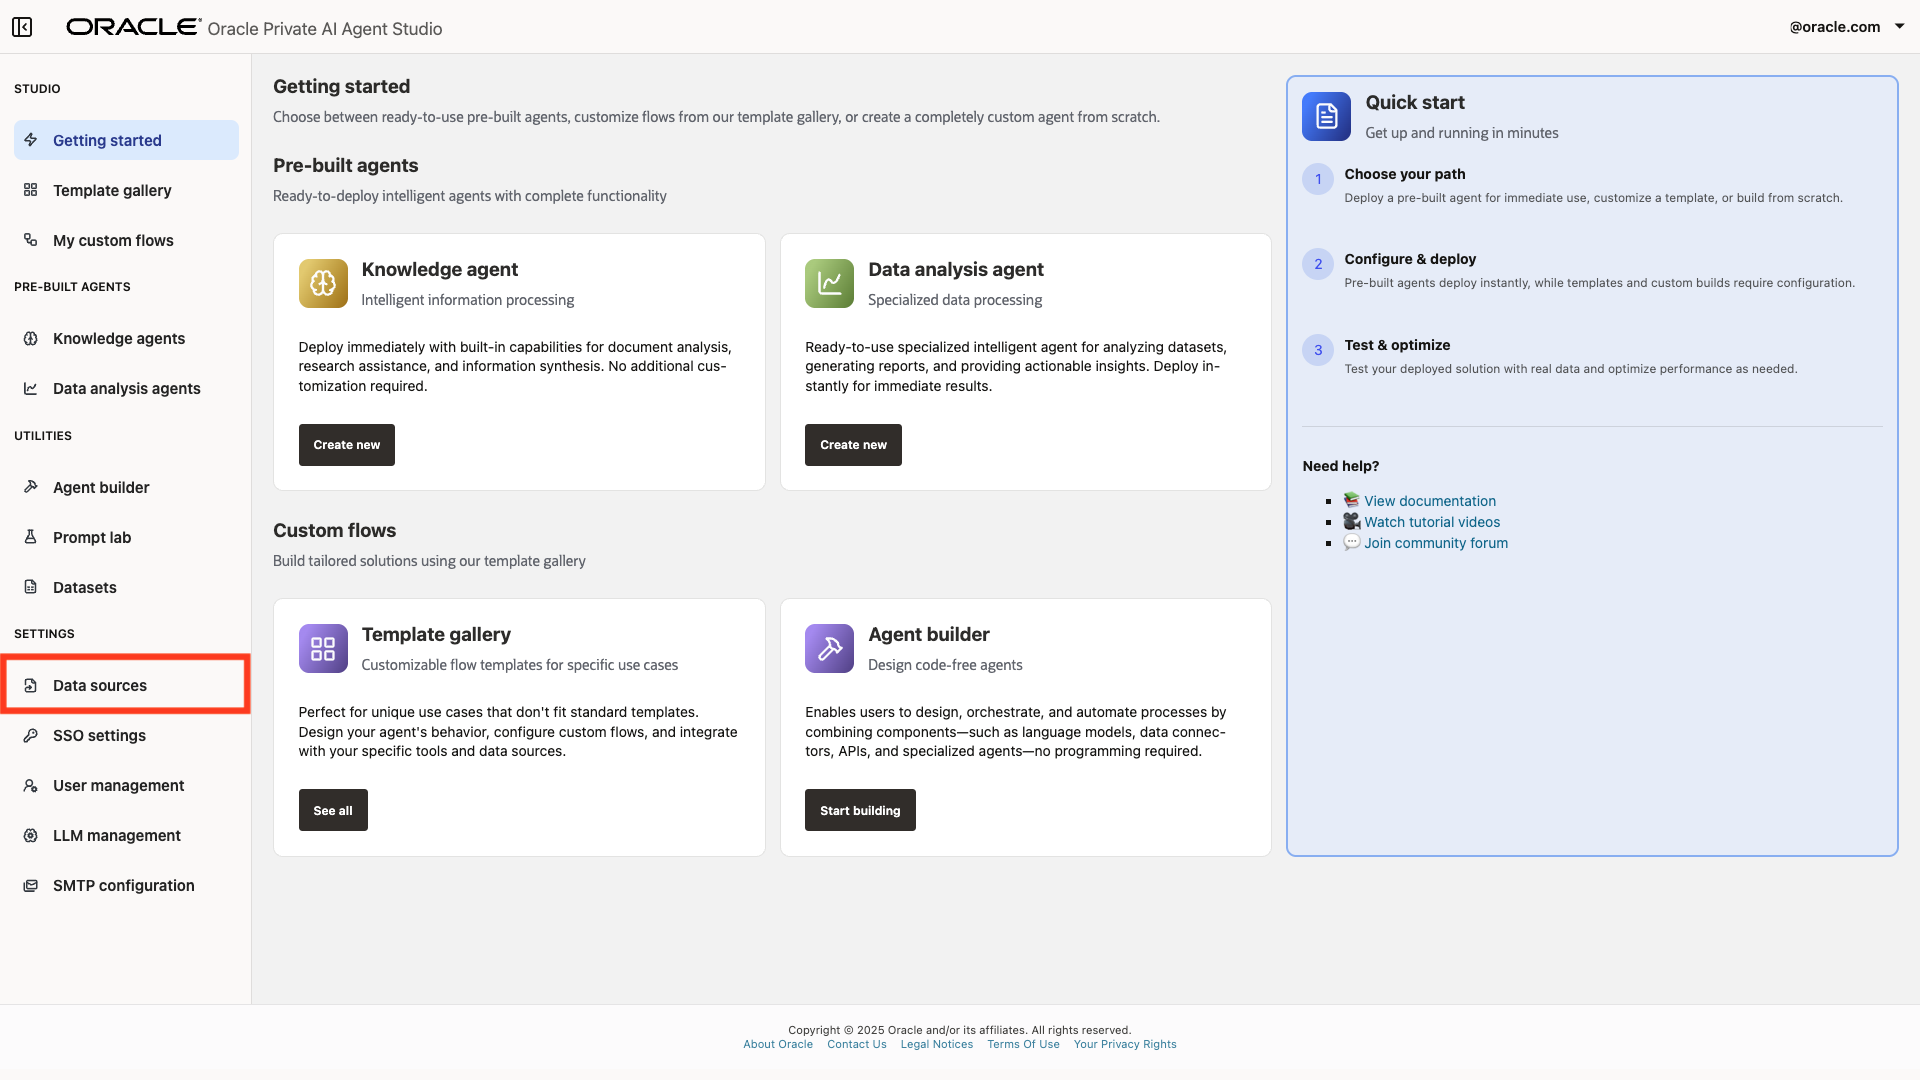 ORACLE Oracle Private AI Agent Studio
@oracle.com
STUDIO
Getting started
Template gallery
My custom flows
PRE-BUILT AGENTS
Knowledge agents
Data analysis agents
UTILITIES
Agent builder
Prompt lab
Datasets
SETTINGS
Data sources
SSO settings
User management
LLM management
SMTP configuration
Getting started
Choose between ready-to-use pre-built agents, customize flows from our template gallery, or create a completely custom agent from scratch.
Pre-built agents
Ready-to-deploy intelligent agents with complete functionality
Knowledge agent
Intelligent information processing
Deploy immediately with built-in capabilities for document analysis,
research assistance, and information synthesis. No additional cus-
tomization required.
Create new
Data analysis agent
Specialized data processing
Ready-to-use specialized intelligent agent for analyzing datasets,
generating reports, and providing actionable insights. Deploy in-
stantly for immediate results.
Create new
Custom flows
Build tailored solutions using our template gallery
Template gallery
Customizable flow templates for specific use cases
Perfect for unique use cases that don't fit standard templates.
Design your agent's behavior, configure custom flows, and integrate
with your specific tools and data sources.
See all
Agent builder
Design code-free agents
Enables users to design, orchestrate, and automate processes by
combining components—such as language models, data connec-
tors, APIs, and specialized agents—no programming required.
Start building
Quick start
Get up and running in minutes
1
Choose your path
Deploy a pre-built agent for immediate use, customize a template, or build from scratch.
2
Configure & deploy
Pre-built agents deploy instantly, while templates and custom builds require configuration.
3
Test & optimize
Test your deployed solution with real data and optimize performance as needed.
Need help?
View documentation
Watch tutorial videos
Join community forum
Copyright © 2025 Oracle and/or its affiliates. All rights reserved.
About Oracle Contact Us Legal Notices Terms Of Use Your Privacy Rights